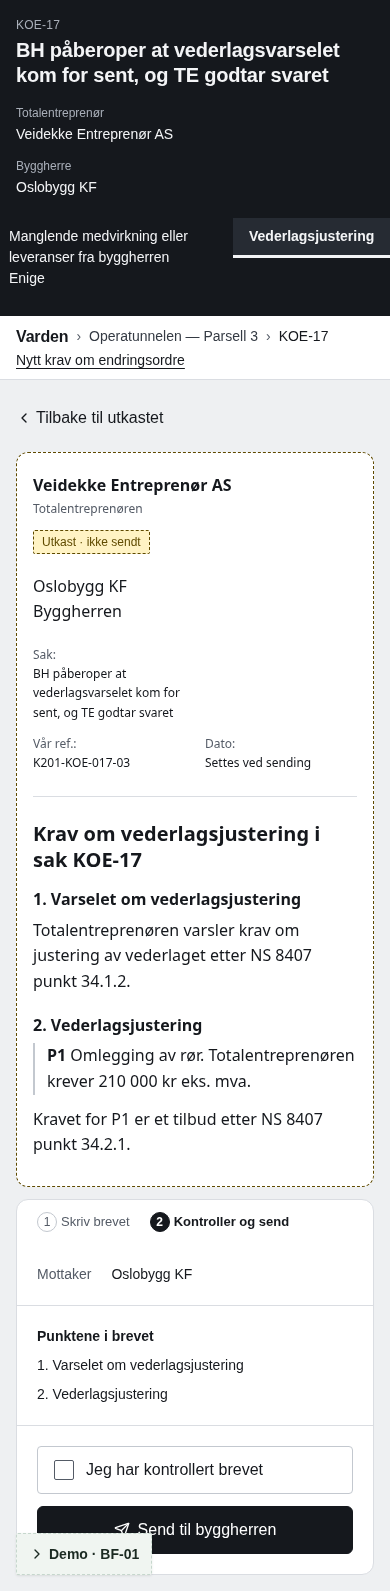 KOE-17
BH påberoper at vederlagsvarselet
kom for sent, og TE godtar svaret
Totalentreprenør
Veidekke Entreprenør AS
Byggherre
Oslobygg KF
Manglende medvirkning eller
leveranser fra byggherren
Enige
Vederlagsjustering
Varden › Operatunnelen — Parsell 3 › KOE-17
Nytt krav om endringsordre
Tilbake til utkastet
Veidekke Entreprenør AS
Totalentreprenøren
Utkast · ikke sendt
Oslobygg KF
Byggherren
Sak:
BH påberoper at
vederlagsvarselet kom for
sent, og TE godtar svaret
Vår ref.: Dato:
K201-KOE-017-03 Settes ved sending
Krav om vederlagsjustering i
sak KOE-17
1. Varselet om vederlagsjustering
Totalentreprenøren varsler krav om
justering av vederlaget etter NS 8407
punkt 34.1.2.
2. Vederlagsjustering
P1 Omlegging av rør. Totalentreprenøren
krever 210 000 kr eks. mva.
Kravet for P1 er et tilbud etter NS 8407
punkt 34.2.1.
1 Skriv brevet 2 Kontroller og send
Mottaker Oslobygg KF
Punktene i brevet
1. Varselet om vederlagsjustering
2. Vederlagsjustering
Jeg har kontrollert brevet
Send til byggherren
Demo · BF-01